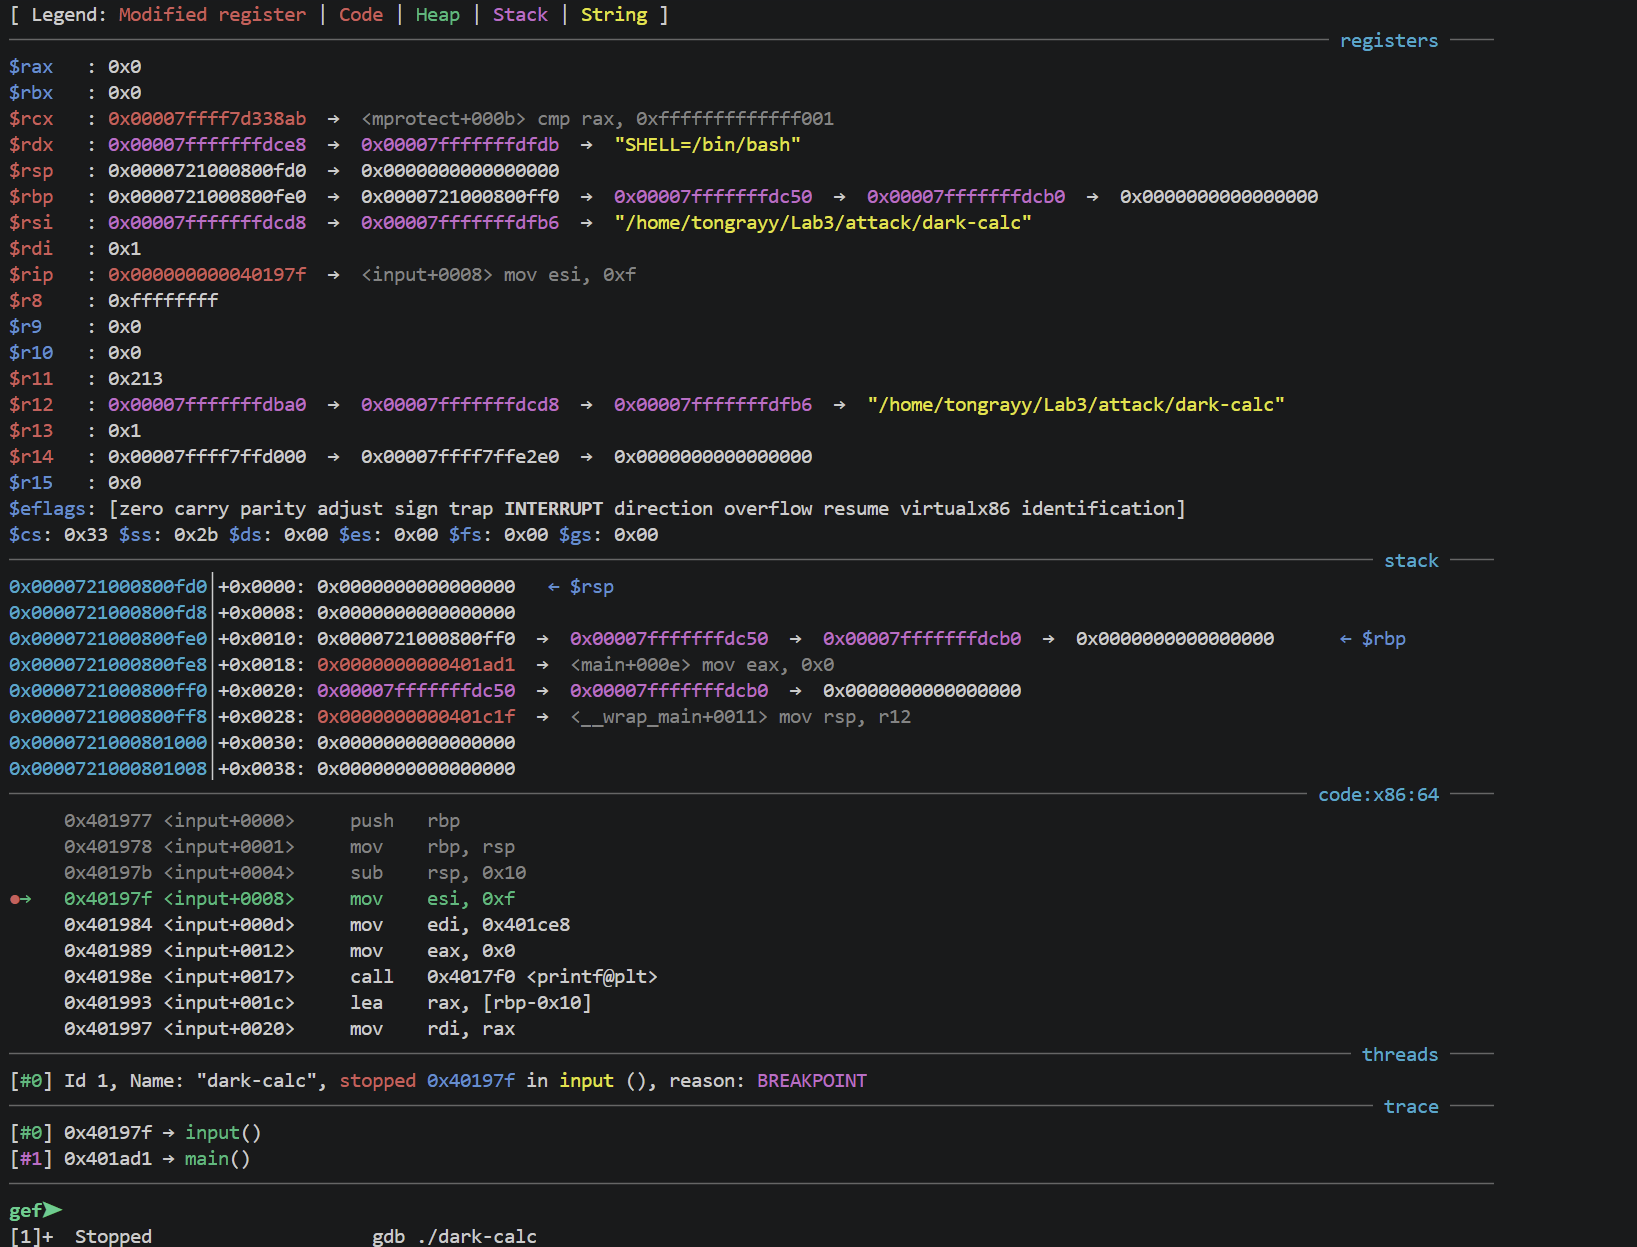 [ Legend: Modified register | Code | Heap | Stack | String ]
registers
$rax   : 0x0
$rbx   : 0x0
$rcx   : 0x00007ffff7d338ab  →  <mprotect+000b> cmp rax, 0xfffffffffffff001
$rdx   : 0x00007fffffffdce8  →  0x00007fffffffdfdb  →  "SHELL=/bin/bash"
$rsp   : 0x0000721000800fd0  →  0x0000000000000000
$rbp   : 0x0000721000800fe0  →  0x0000721000800ff0  →  0x00007fffffffdc50  →  0x00007fffffffdcb0  →  0x0000000000000000
$rsi   : 0x00007fffffffdcd8  →  0x00007fffffffdfb6  →  "/home/tongrayy/Lab3/attack/dark-calc"
$rdi   : 0x1
$rip   : 0x000000000040197f  →  <input+0008> mov esi, 0xf
$r8    : 0xffffffff
$r9    : 0x0
$r10   : 0x0
$r11   : 0x213
$r12   : 0x00007fffffffdba0  →  0x00007fffffffdcd8  →  0x00007fffffffdfb6  →  "/home/tongrayy/Lab3/attack/dark-calc"
$r13   : 0x1
$r14   : 0x00007ffff7ffd000  →  0x00007ffff7ffe2e0  →  0x0000000000000000
$r15   : 0x0
$eflags: [zero carry parity adjust sign trap INTERRUPT direction overflow resume virtualx86 identification]
$cs: 0x33 $ss: 0x2b $ds: 0x00 $es: 0x00 $fs: 0x00 $gs: 0x00
stack
0x0000721000800fd0│+0x0000: 0x0000000000000000   ← $rsp
0x0000721000800fd8│+0x0008: 0x0000000000000000
0x0000721000800fe0│+0x0010: 0x0000721000800ff0  →  0x00007fffffffdc50  →  0x00007fffffffdcb0  →  0x0000000000000000      ← $rbp
0x0000721000800fe8│+0x0018: 0x0000000000401ad1  →  <main+000e> mov eax, 0x0
0x0000721000800ff0│+0x0020: 0x00007fffffffdc50  →  0x00007fffffffdcb0  →  0x0000000000000000
0x0000721000800ff8│+0x0028: 0x0000000000401c1f  →  <__wrap_main+0011> mov rsp, r12
0x0000721000801000│+0x0030: 0x0000000000000000
0x0000721000801008│+0x0038: 0x0000000000000000
code:x86:64
0x401977 <input+0000>     push   rbp
0x401978 <input+0001>     mov    rbp, rsp
0x40197b <input+0004>     sub    rsp, 0x10
●→   0x40197f <input+0008>     mov    esi, 0xf
0x401984 <input+000d>     mov    edi, 0x401ce8
0x401989 <input+0012>     mov    eax, 0x0
0x40198e <input+0017>     call   0x4017f0 <printf@plt>
0x401993 <input+001c>     lea    rax, [rbp-0x10]
0x401997 <input+0020>     mov    rdi, rax
threads
[#0] Id 1, Name: "dark-calc", stopped 0x40197f in input (), reason: BREAKPOINT
trace
[#0] 0x40197f → input()
[#1] 0x401ad1 → main()
gef➤
[1]+  Stopped                    gdb ./dark-calc